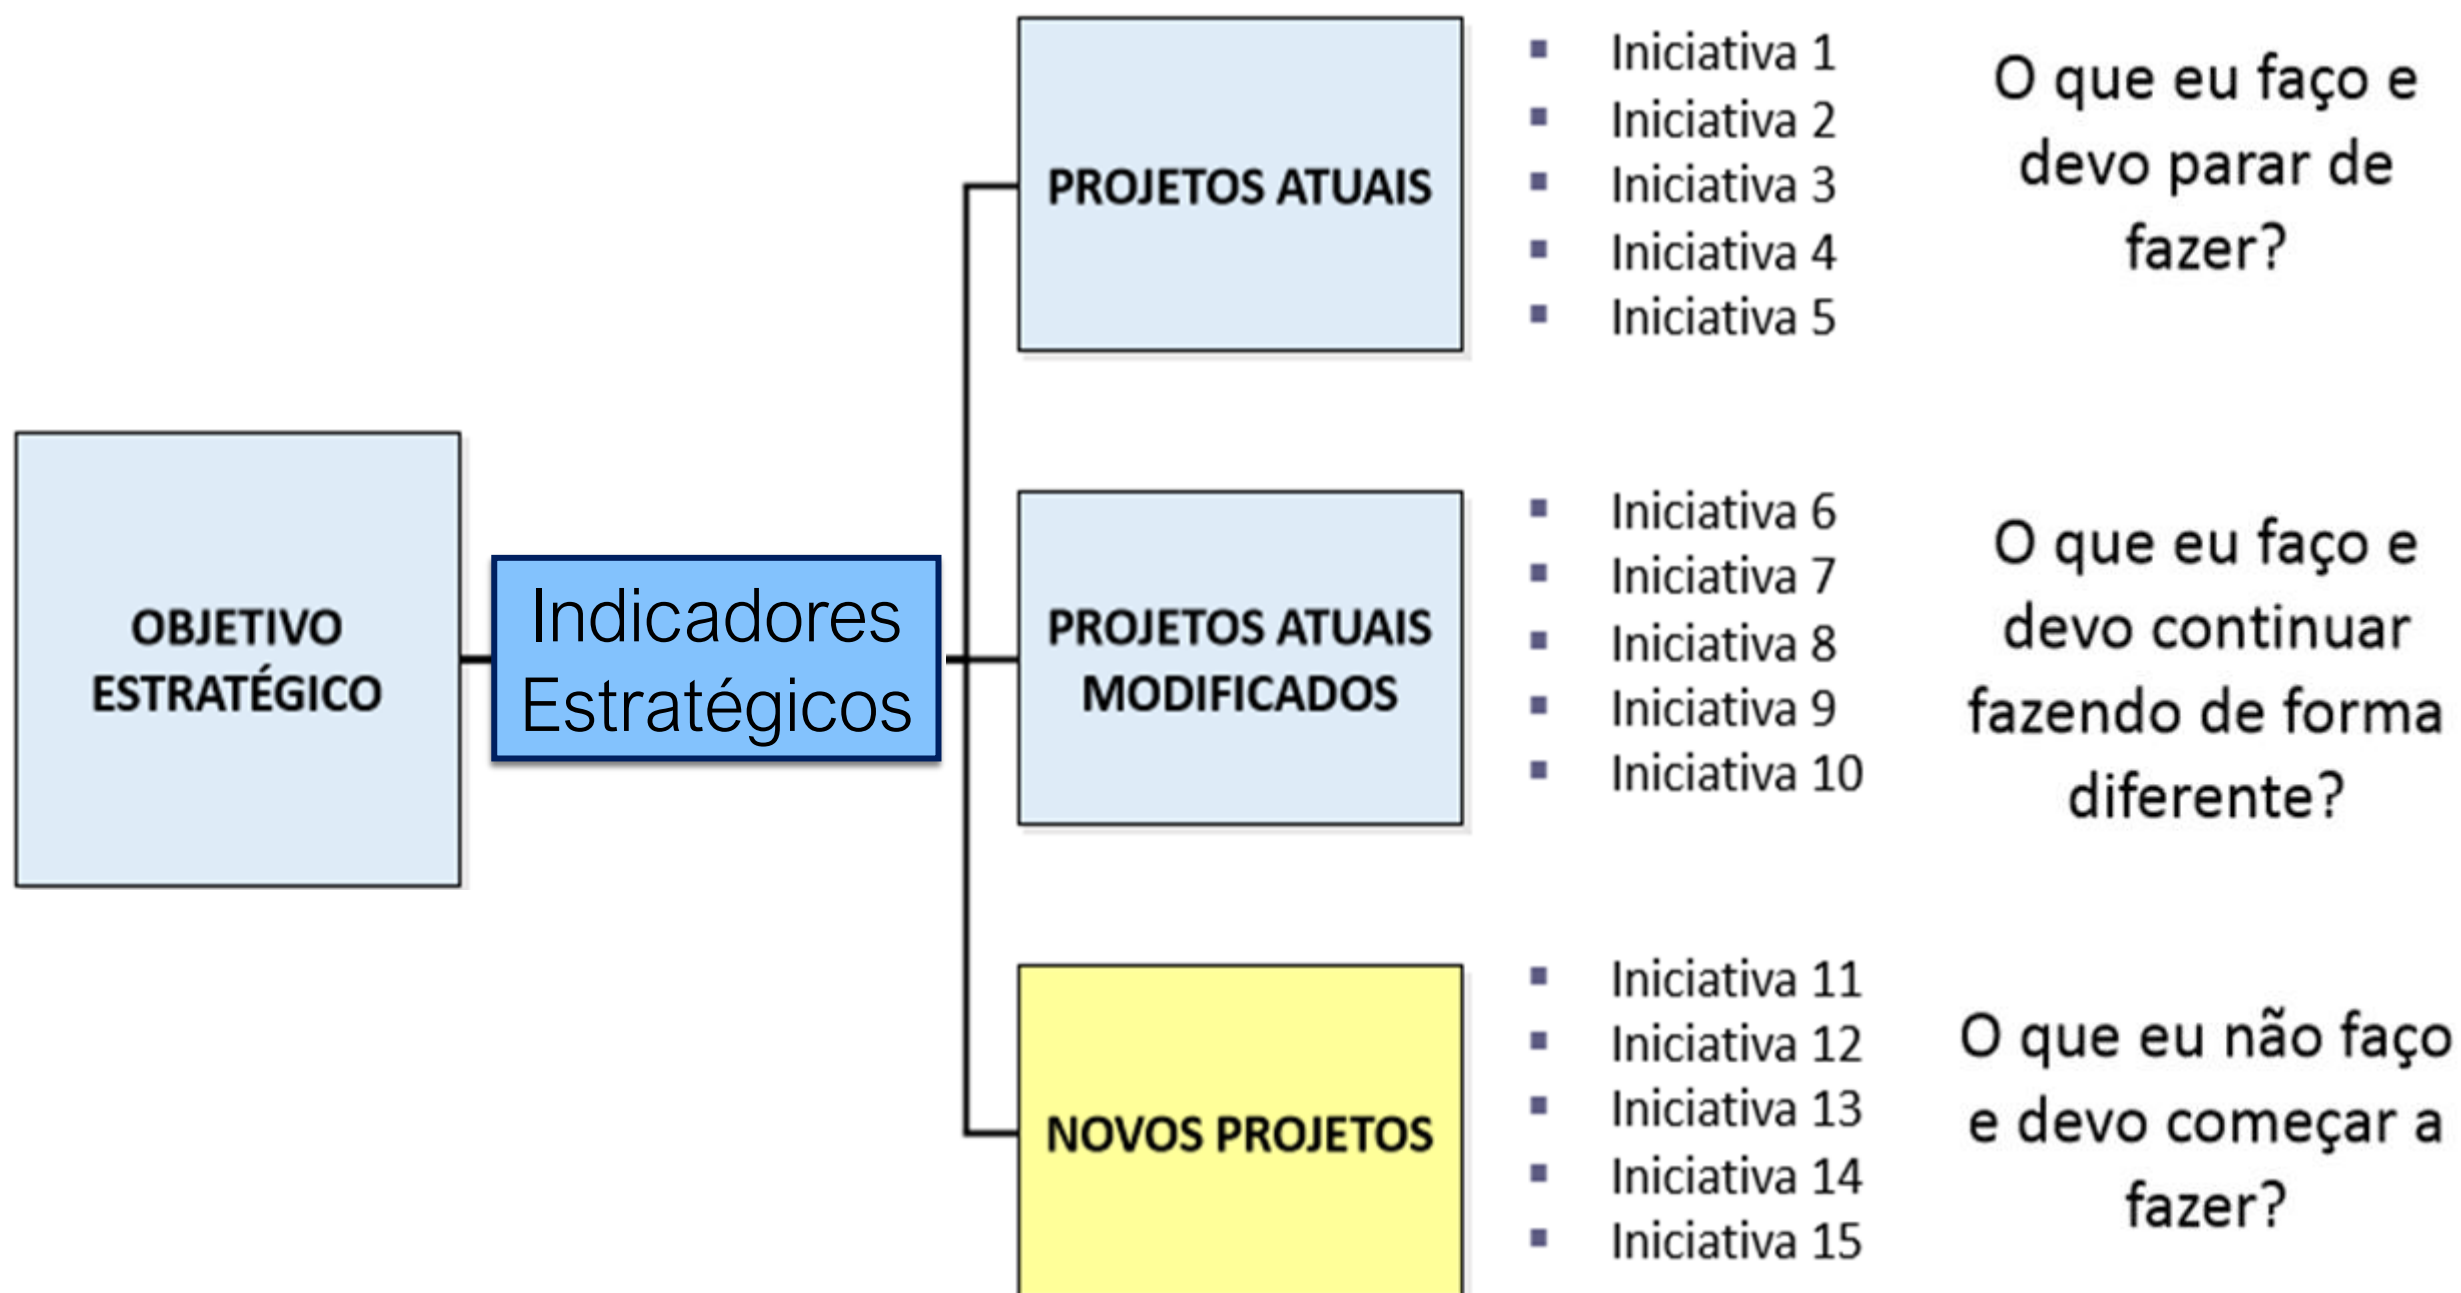 OBJETIVO
ESTRATÉGICO
Indicadores
Estratégicos
PROJETOS ATUAIS
Iniciativa 1
Iniciativa 2
Iniciativa 3
Iniciativa 4
Iniciativa 5
O que eu faço e
devo parar de
fazer?
PROJETOS ATUAIS
MODIFICADOS
Iniciativa 6
Iniciativa 7
Iniciativa 8
Iniciativa 9
Iniciativa 10
O que eu faço e
devo continuar
fazendo de forma
diferente?
NOVOS PROJETOS
Iniciativa 11
Iniciativa 12
Iniciativa 13
Iniciativa 14
Iniciativa 15
O que eu não faço
e devo começar a
fazer?